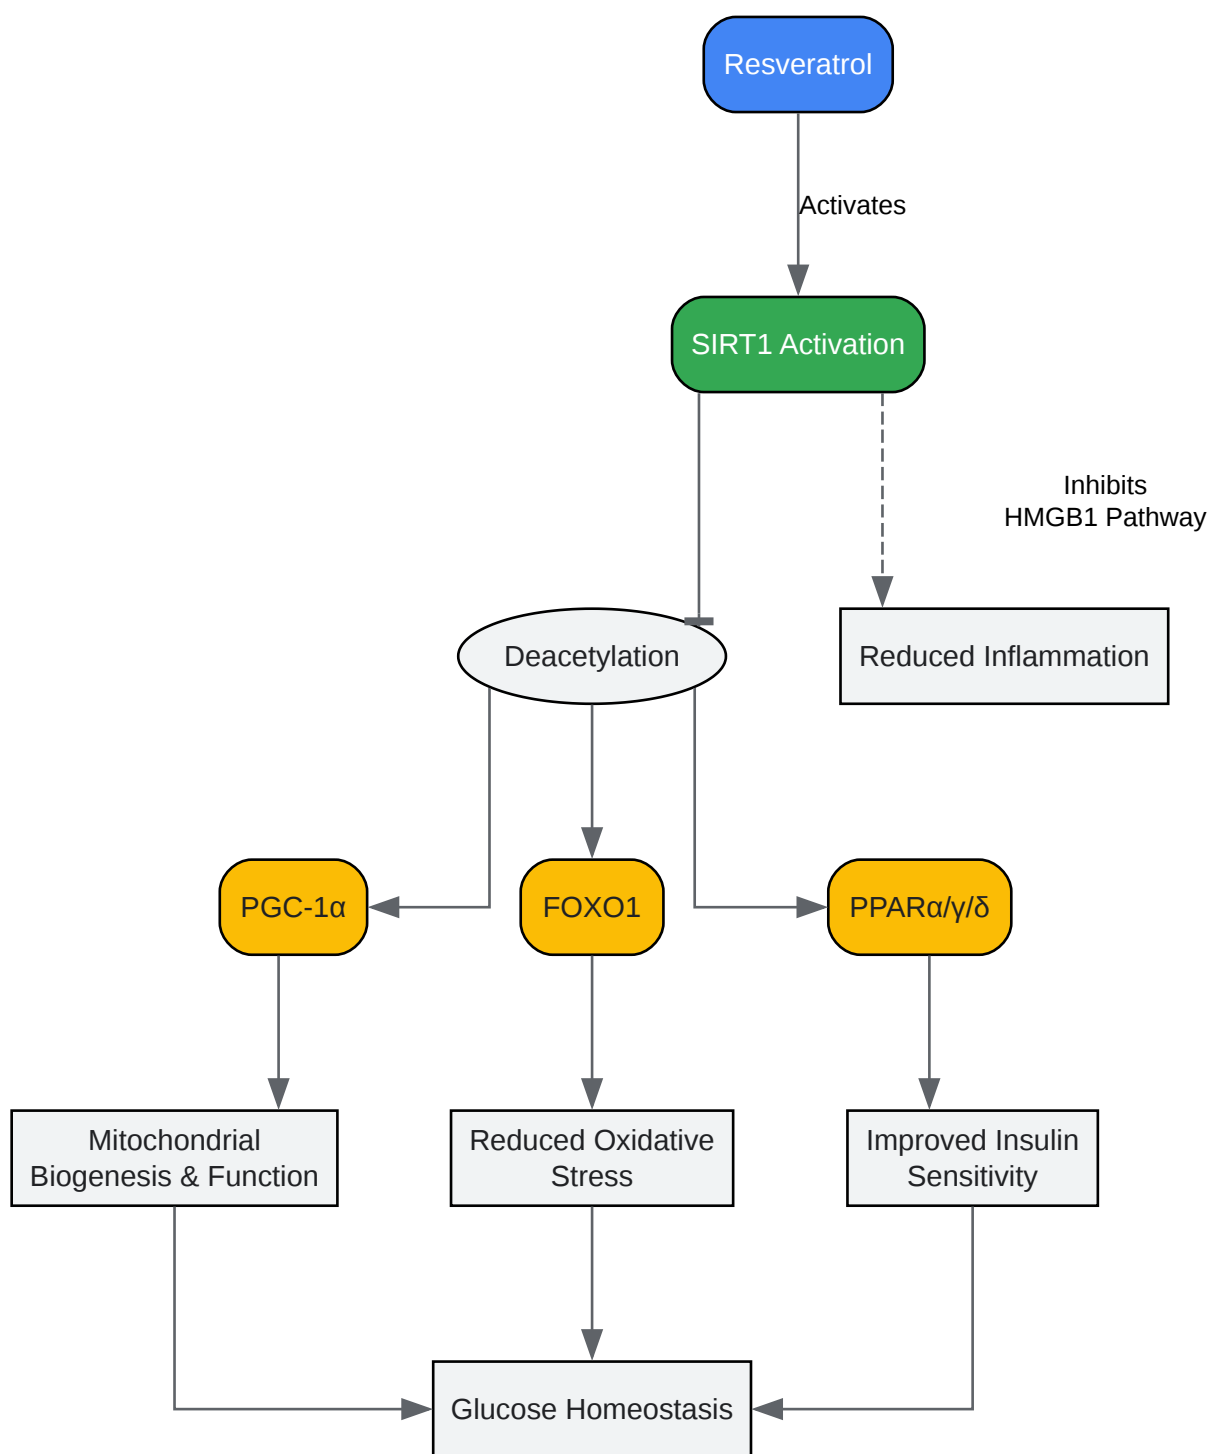 Resveratrol
Activates
SIRT1 Activation
Inhibits
HMGB1 Pathway
Deacetylation
Reduced Inflammation
PGC-1α
FOXO1
PPARα/γ/δ
Mitochondrial
Biogenesis & Function
Reduced Oxidative
Stress
Improved Insulin
Sensitivity
Glucose Homeostasis